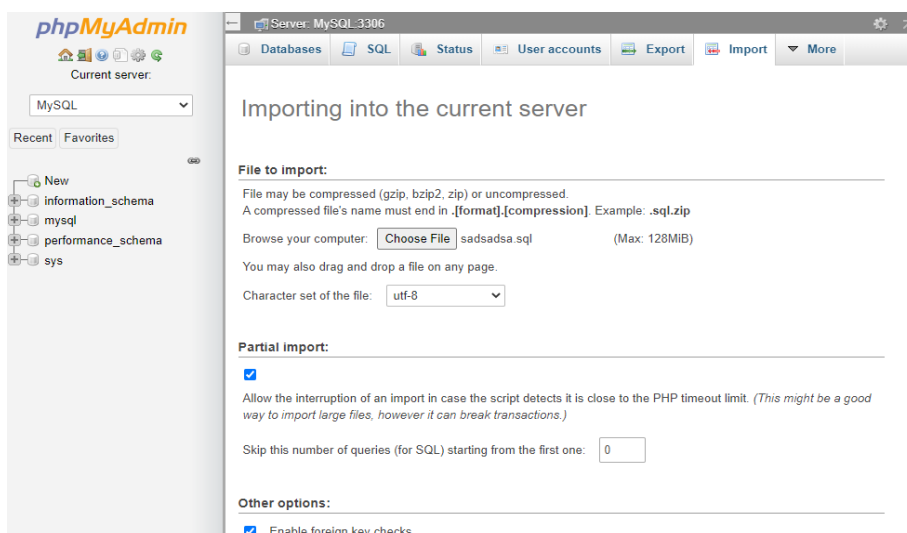 phpMyAdmin
Current server:
MySQL
Recent Favorites
New
information_schema
mysql
performance_schema
sys
Server: MySQL:3306
Databases SQL Status User accounts Export Import More
Importing into the current server
File to import:
File may be compressed (gzip, bzip2, zip) or uncompressed.
A compressed file's name must end in .[format].[compression]. Example: .sql.zip
Browse your computer: Choose File sadsadsa.sql (Max: 128MiB)
You may also drag and drop a file on any page.
Character set of the file: utf-8
Partial import:
Allow the interruption of an import in case the script detects it is close to the PHP timeout limit. (This might be a good
way to import large files, however it can break transactions.)
Skip this number of queries (for SQL) starting from the first one: 0
Other options:
Enable foreign key checks